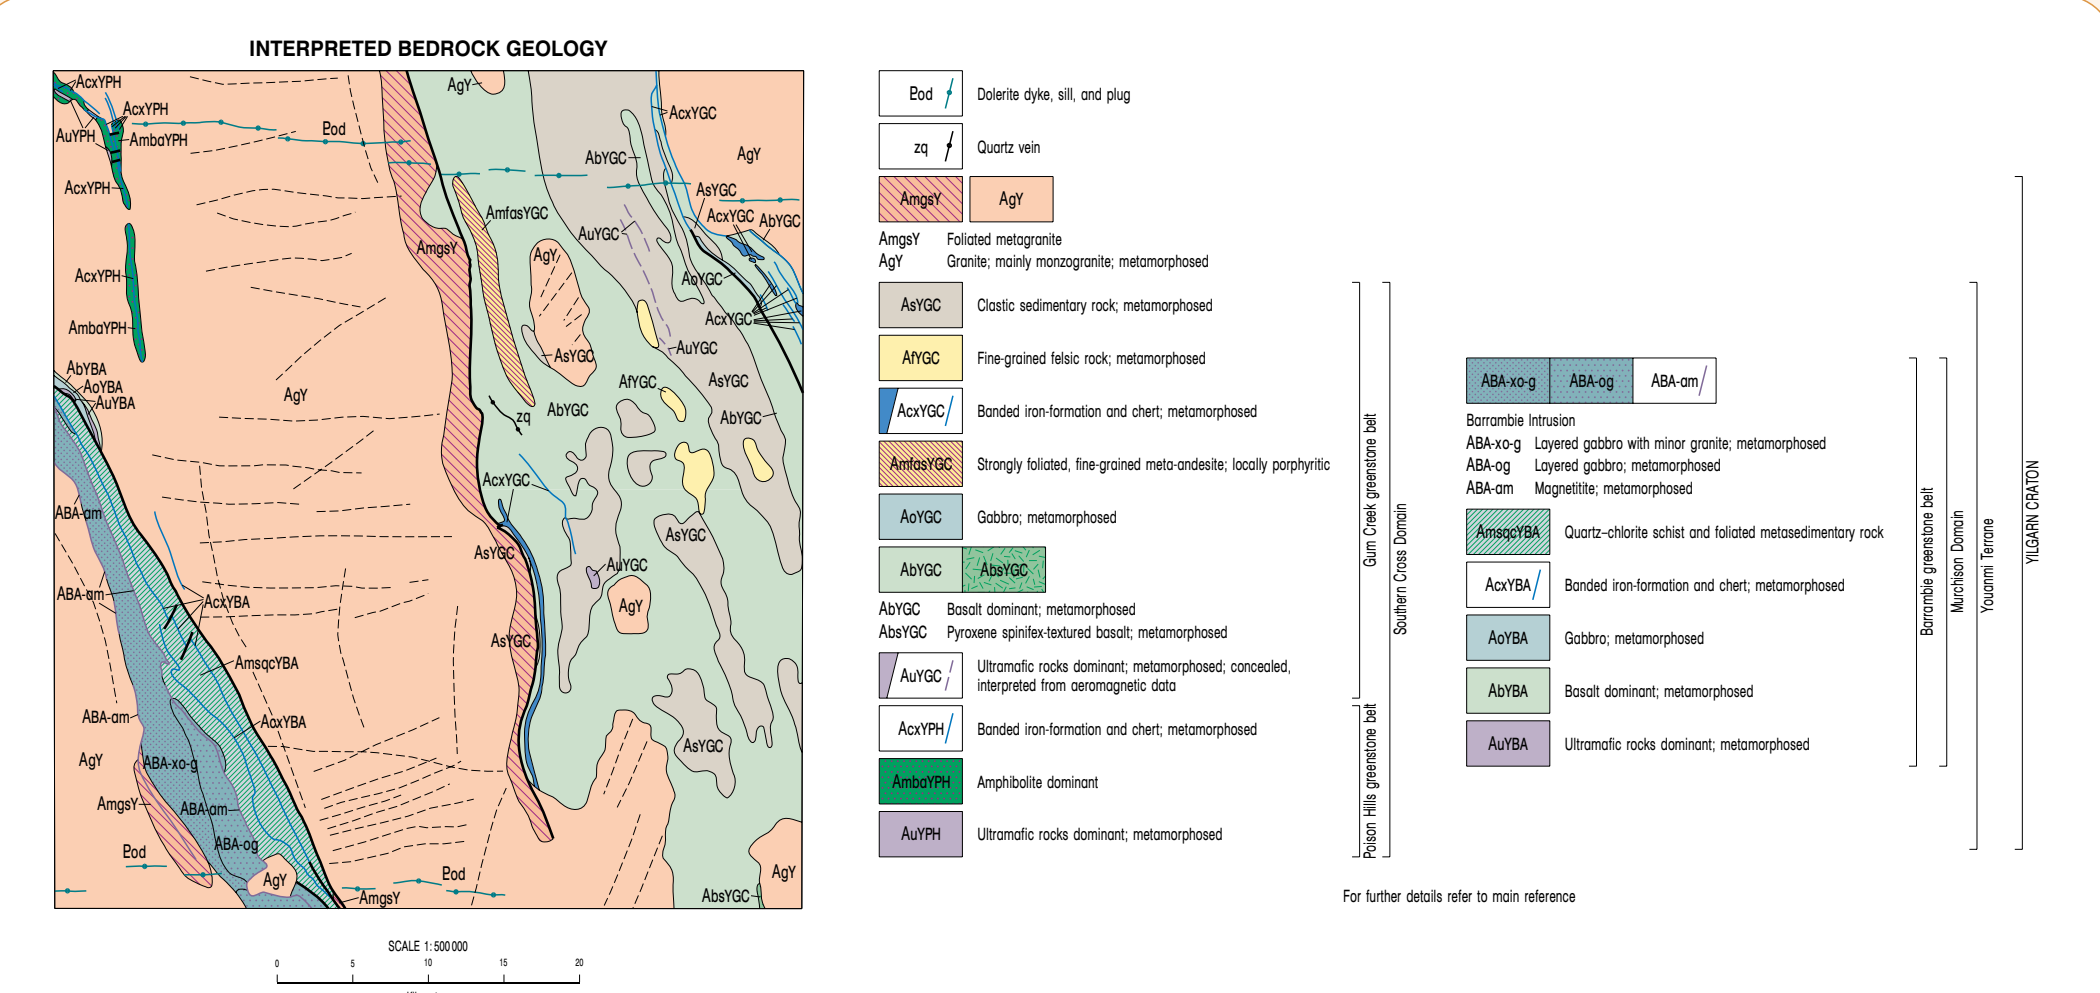 INTERPRETED BEDROCK GEOLOGY
AcxYPH
AcxYPH
AuYPH
AmbaYPH
AcxYPH
AcxYPH
AmbaYPH
AbYBA
AoYBA
AuYBA
P̲od
AgY
AmgsY
AgY
AcxYGC
AgY
AbYGC
AsYGC
AcxYGC
AbYGC
AmfasYGC
AuYGC
AgY
AoYGC
AcxYGC
AuYGC
AsYGC
AfYGC
AsYGC
AbYGC
AbYGC
zq
AcxYGC
AsYGC
AsYGC
AuYGC
AgY
AsYGC
AsYGC
ABA-am
ABA-am
AcxYBA
AmsqcYBA
ABA-am
AcxYBA
AgY
ABA-xo-g
AmgsY
ABA-am
P̲od
ABA-og
AgY
P̲od
AmgsY
AgY
AbsYGC
SCALE 1:500 000
0 5 10 15 20
P̲od Dolerite dyke, sill, and plug
zq Quartz vein
AmgsY AgY
AmgsY Foliated metagranite
AgY Granite; mainly monzogranite; metamorphosed
AsYGC Clastic sedimentary rock; metamorphosed
AfYGC Fine-grained felsic rock; metamorphosed
AcxYGC Banded iron-formation and chert; metamorphosed
AmfasYGC Strongly foliated, fine-grained meta-andesite; locally porphyritic
AoYGC Gabbro; metamorphosed
AbYGC AbsYGC
AbYGC Basalt dominant; metamorphosed
AbsYGC Pyroxene spinifex-textured basalt; metamorphosed
AuYGC Ultramafic rocks dominant; metamorphosed; concealed,
interpreted from aeromagnetic data
AcxYPH Banded iron-formation and chert; metamorphosed
AmbaYPH Amphibolite dominant
AuYPH Ultramafic rocks dominant; metamorphosed
Gum Creek greenstone belt
Poison Hills greenstone belt
Southern Cross Domain
ABA-xo-g ABA-og ABA-am
Barrambie Intrusion
ABA-xo-g Layered gabbro with minor granite; metamorphosed
ABA-og Layered gabbro; metamorphosed
ABA-am Magnetitite; metamorphosed
AmsqcYBA Quartz–chlorite schist and foliated metasedimentary rock
AcxYBA Banded iron-formation and chert; metamorphosed
AoYBA Gabbro; metamorphosed
AbYBA Basalt dominant; metamorphosed
AuYBA Ultramafic rocks dominant; metamorphosed
Barrambie greenstone belt
Murchison Domain
Youanmi Terrane
YILGARN CRATON
For further details refer to main reference